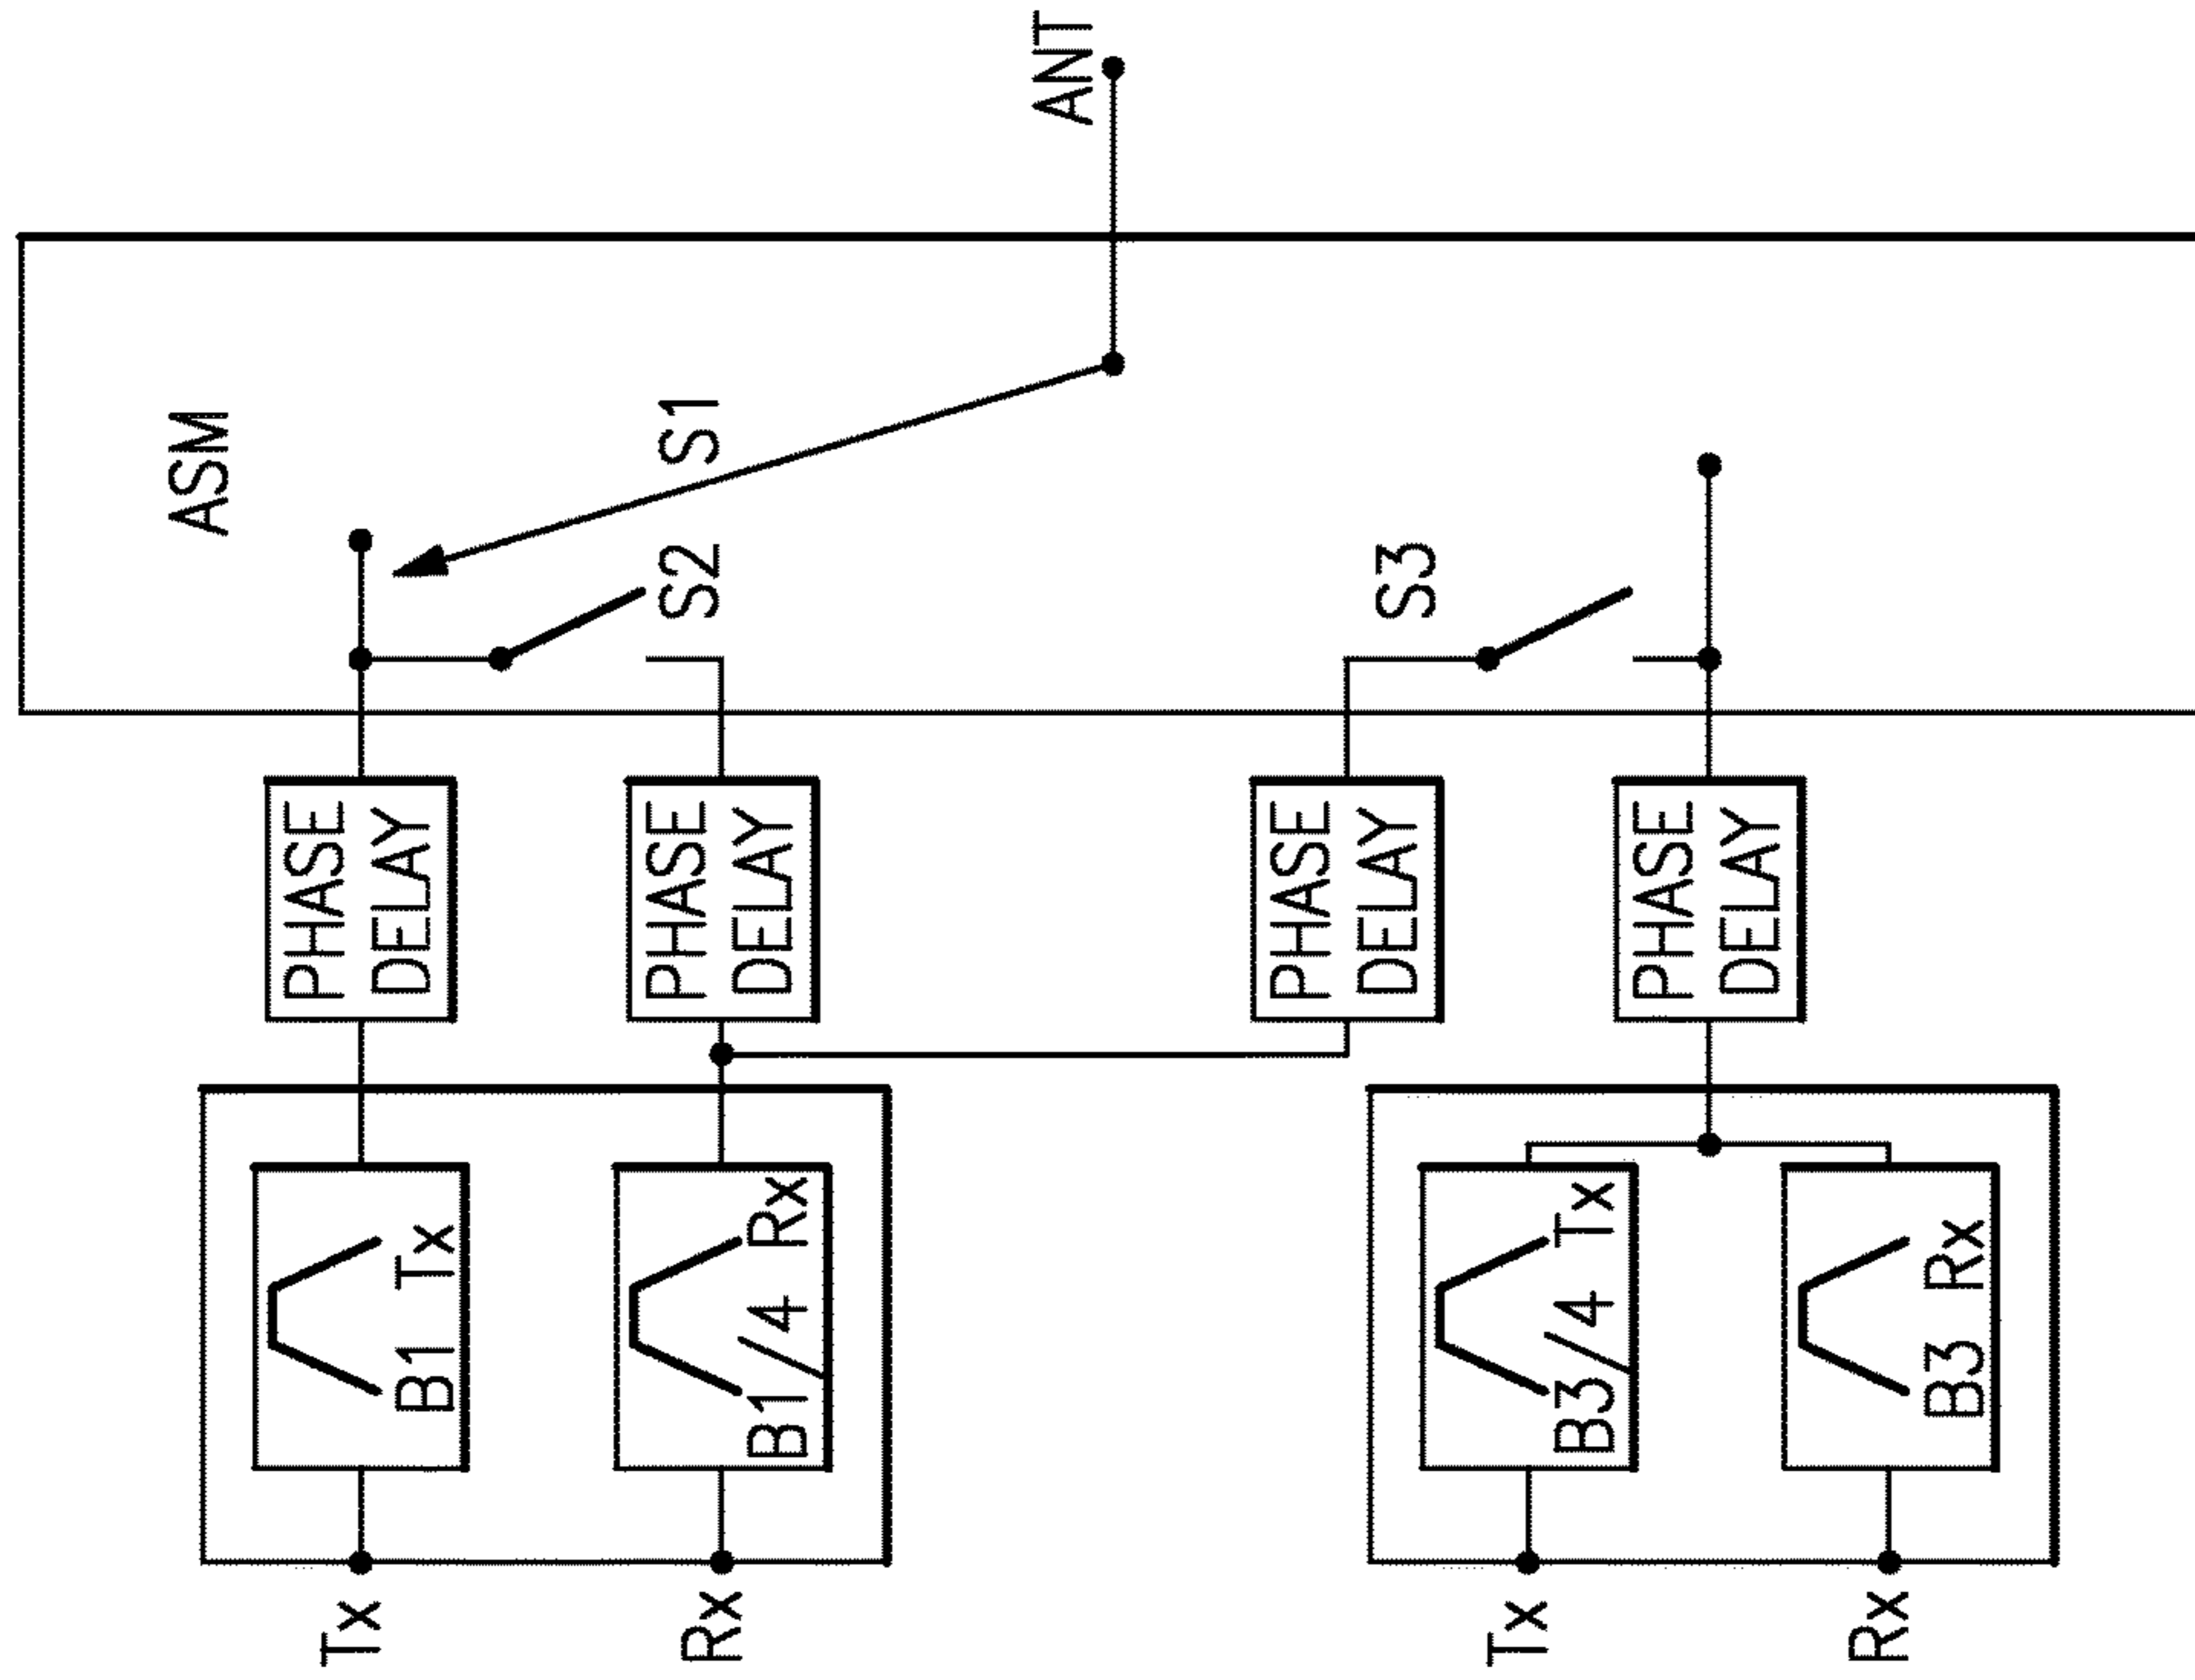 ANT
ASM
S1
S2
S3
PHASE
DELAY
PHASE
DELAY
PHASE
DELAY
PHASE
DELAY
B1 Tx
B1/4 Rx
B3/4 Tx
B3 Rx
Tx
Rx
Tx
Rx